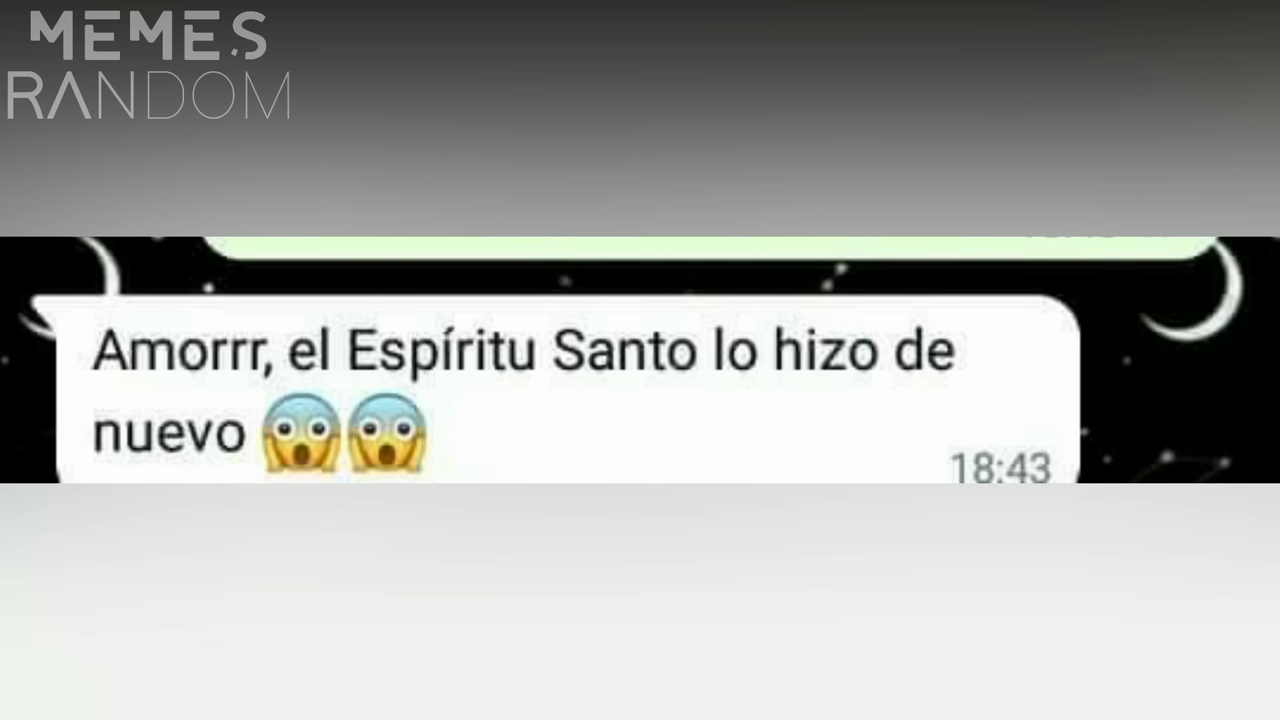 MEMES
RANDOM
Amorrr, el Espíritu Santo lo hizo de
nuevo 😱😱
18:43